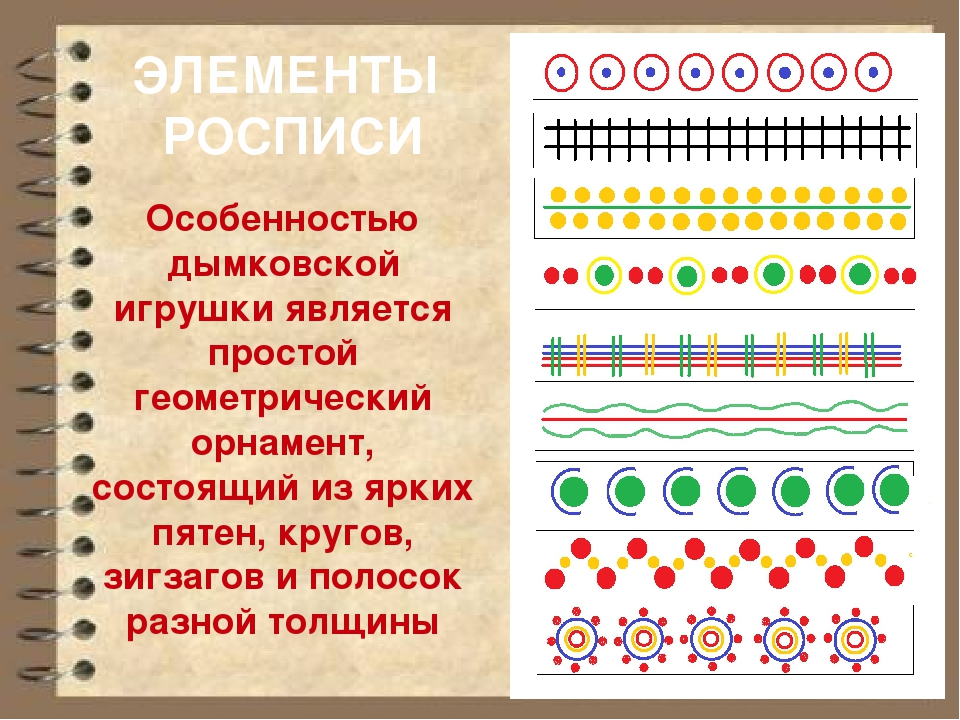 ЭЛЕМЕНТЫ
РОСПИСИ
Особенностью
дымковской
игрушки является
простой
геометрический
орнамент,
состоящий из ярких
пятен, кругов,
зигзагов и полосок
разной толщины